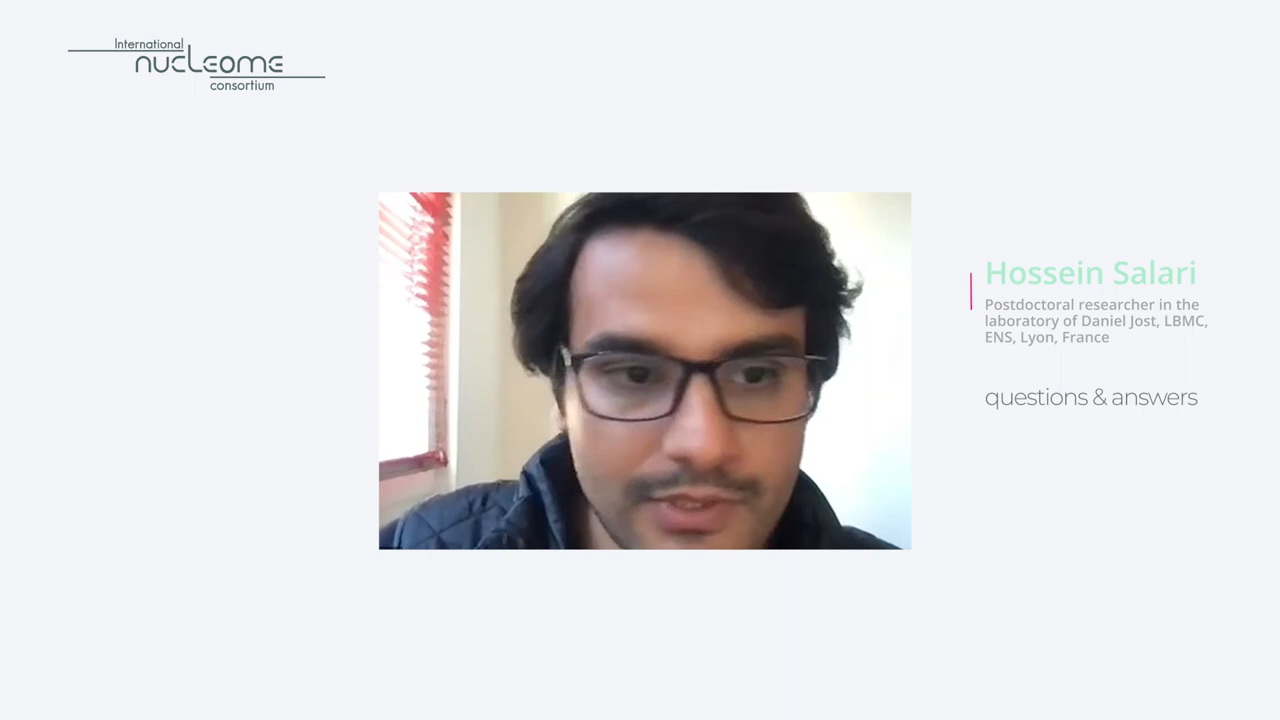 International
nucleome
consortium
Hossein Salari
Postdoctoral researcher in the
laboratory of Daniel Jost, LBMC,
ENS, Lyon, France
questions & answers